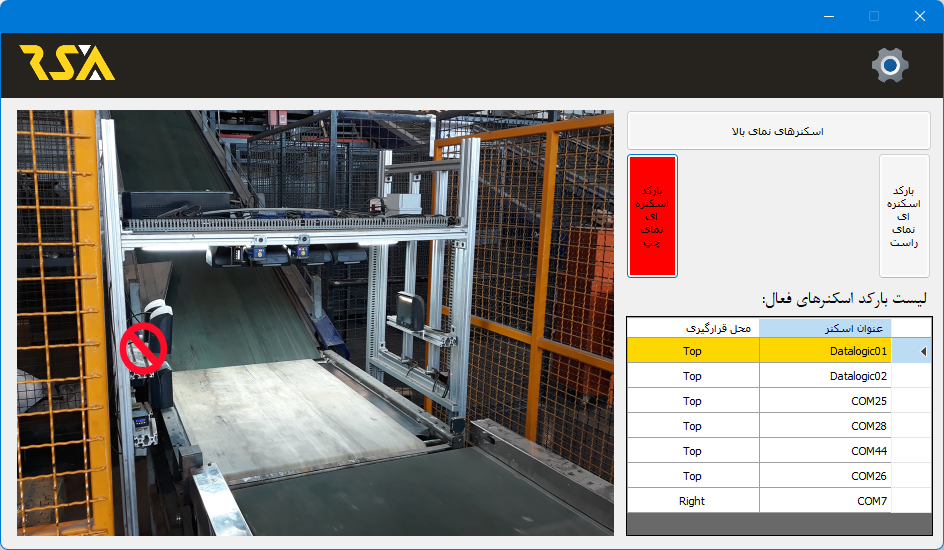 RSA
اسکنرهای نمای بالا
بارکد
اسکنره
ای
نمای
چپ
بارکد
اسکنره
ای
نمای
راست
لیست بارکد اسکنرهای فعال:
عنوان اسکنر محل قرارگیری
Datalogic01 Top
Datalogic02 Top
COM25 Top
COM28 Top
COM44 Top
COM26 Top
COM7 Right